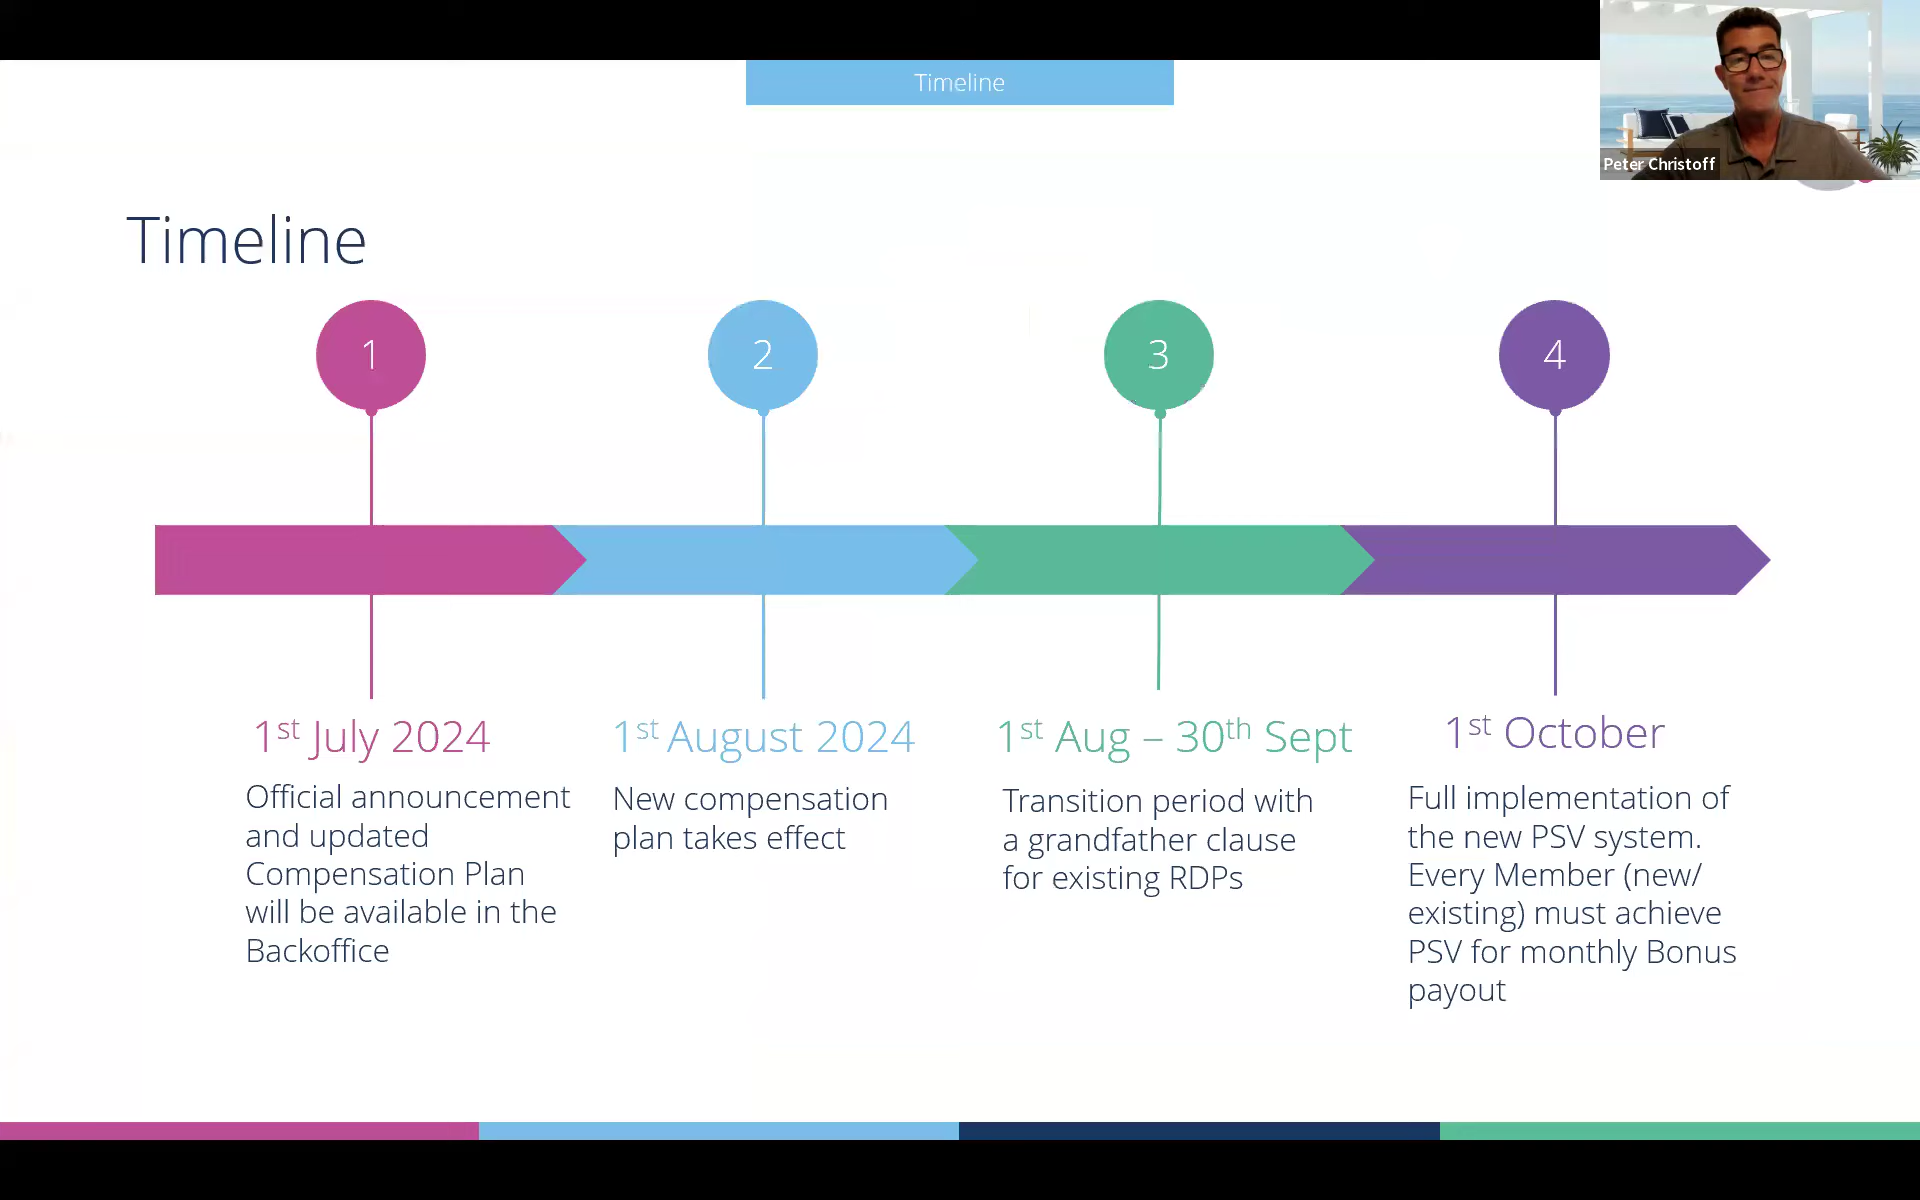 Timeline
Peter Christoff
Timeline
1
2
3
4
1st July 2024
Official announcement
and updated
Compensation Plan
will be available in the
Backoffice
1st August 2024
New compensation
plan takes effect
1st Aug – 30th Sept
Transition period with
a grandfather clause
for existing RDPs
1st October
Full implementation of
the new PSV system.
Every Member (new/
existing) must achieve
PSV for monthly Bonus
payout